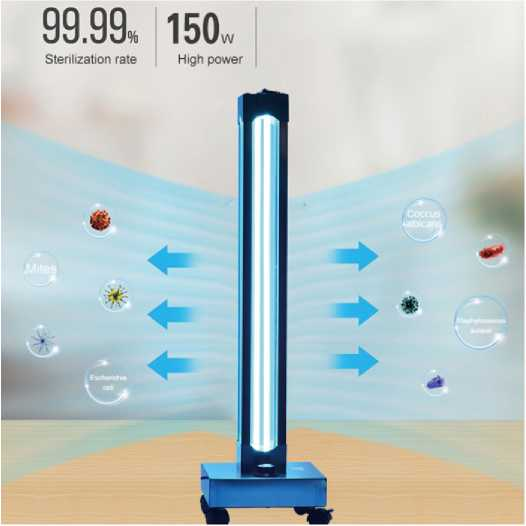 99.99%
150W
Sterilization rate
High power
Coccus
albicans
Mites
Escherichia
coli